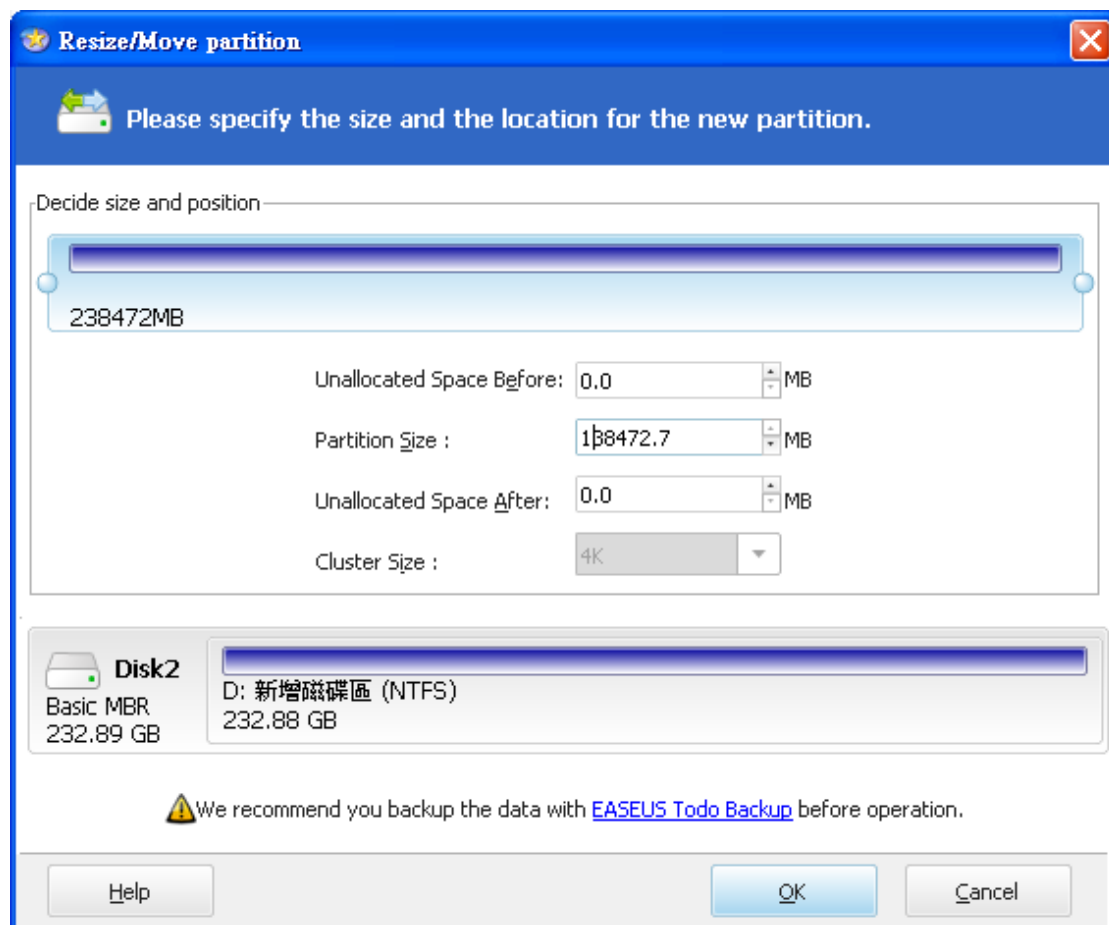 Resize/Move partition
Please specify the size and the location for the new partition.
Decide size and position
238472MB
Unallocated Space Before: 0.0 MB
Partition Size : 138472.7 MB
Unallocated Space After: 0.0 MB
Cluster Size : 4K
Disk2
Basic MBR
232.89 GB
D: 新增磁碟區 (NTFS)
232.88 GB
We recommend you backup the data with EASEUS Todo Backup before operation.
Help OK Cancel